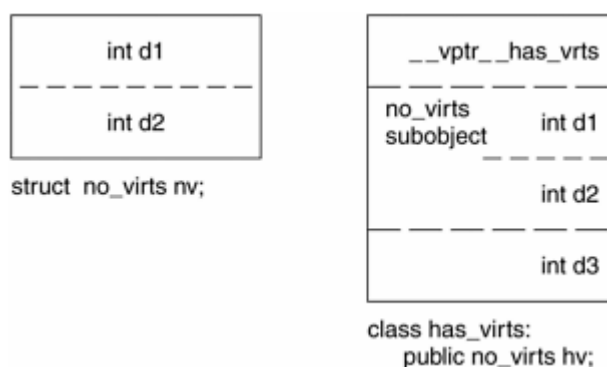 int d1
int d2
struct no_virts nv;
__vptr__has_vrts
no_virts
subobject
int d1
int d2
int d3
class has_virts:
public no_virts hv;